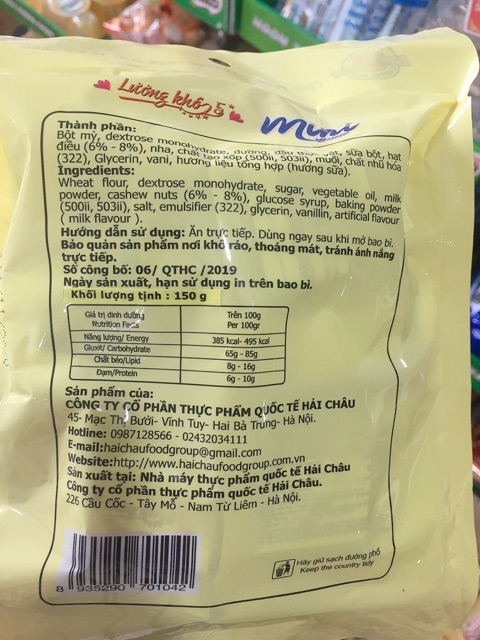 Lương khô 5*
Mini
Thành phần:
Bột mỳ, dextrose monohydrate, đường, dầu thực vật, sữa bột, hạt
điều (6% - 8%), nha, chất tạo xốp (500ii, 503ii), muối, chất nhũ hóa
(322), Glycerin, vani, hương liệu tổng hợp (hương sữa).
Ingredients:
Wheat flour, dextrose monohydrate, sugar, vegetable oil, milk
powder, cashew nuts (6% - 8%), glucose syrup, baking powder
(500ii, 503ii), salt, emulsifier (322), glycerin, vanillin, artificial flavour
( milk flavour ).
Hướng dẫn sử dụng: Ăn trực tiếp. Dùng ngay sau khi mở bao bì.
Bảo quản sản phẩm nơi khô ráo, thoáng mát, tránh ánh nắng
trực tiếp.
Số công bố: 06/ QTHC /2019
Ngày sản xuất, hạn sử dụng in trên bao bì.
Khối lượng tịnh : 150 g
Giá trị dinh dưỡng Trên 100g
Nutrition Facts Per 100gr
Năng lượng/ Energy 385 kcal- 495 kcal
Gluxit/ Carbohydrate 65g - 85g
Chất béo/Lipid 8g - 16g
Đạm/Protein 6g - 10g
Sản phẩm của:
CÔNG TY CỔ PHẦN THỰC PHẨM QUỐC TẾ HẢI CHÂU
45- Mạc Thị Bưởi- Vĩnh Tuy- Hai Bà Trưng- Hà Nội.
Hotline: 0987128566 - 02432034111
E-mail:haichaufoodgroup@gmail.com
Website:http://www.haichaufoodgroup.com.vn
Sản xuất tại: Nhà máy thực phẩm quốc tế Hải Châu
Công ty cổ phần thực phẩm quốc tế Hải Châu.
226 Cầu Cốc - Tây Mỗ - Nam Từ Liêm - Hà Nội.
8 935290 701042
Hãy giữ sạch đường phố
Keep the country tidy